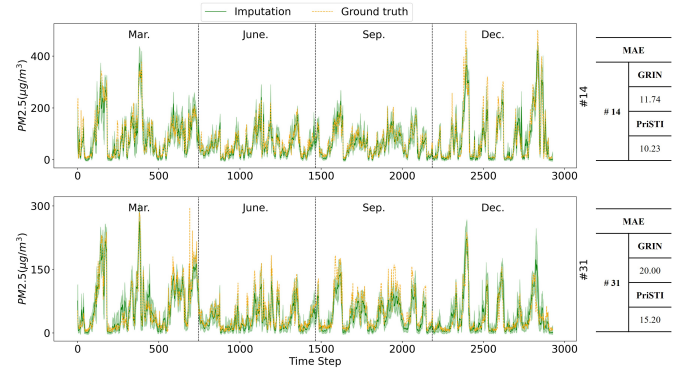 Imputation Ground truth
Mar. June. Sep. Dec.
PM2.5(μg/m³)
400
200
0
0 500 1000 1500 2000 2500 3000
#14
MAE
# 14
GRIN
11.74
PriSTI
10.23
Mar. June. Sep. Dec.
PM2.5(μg/m³)
300
150
0
0 500 1000 1500 2000 2500 3000
Time Step
#31
MAE
# 31
GRIN
20.00
PriSTI
15.20